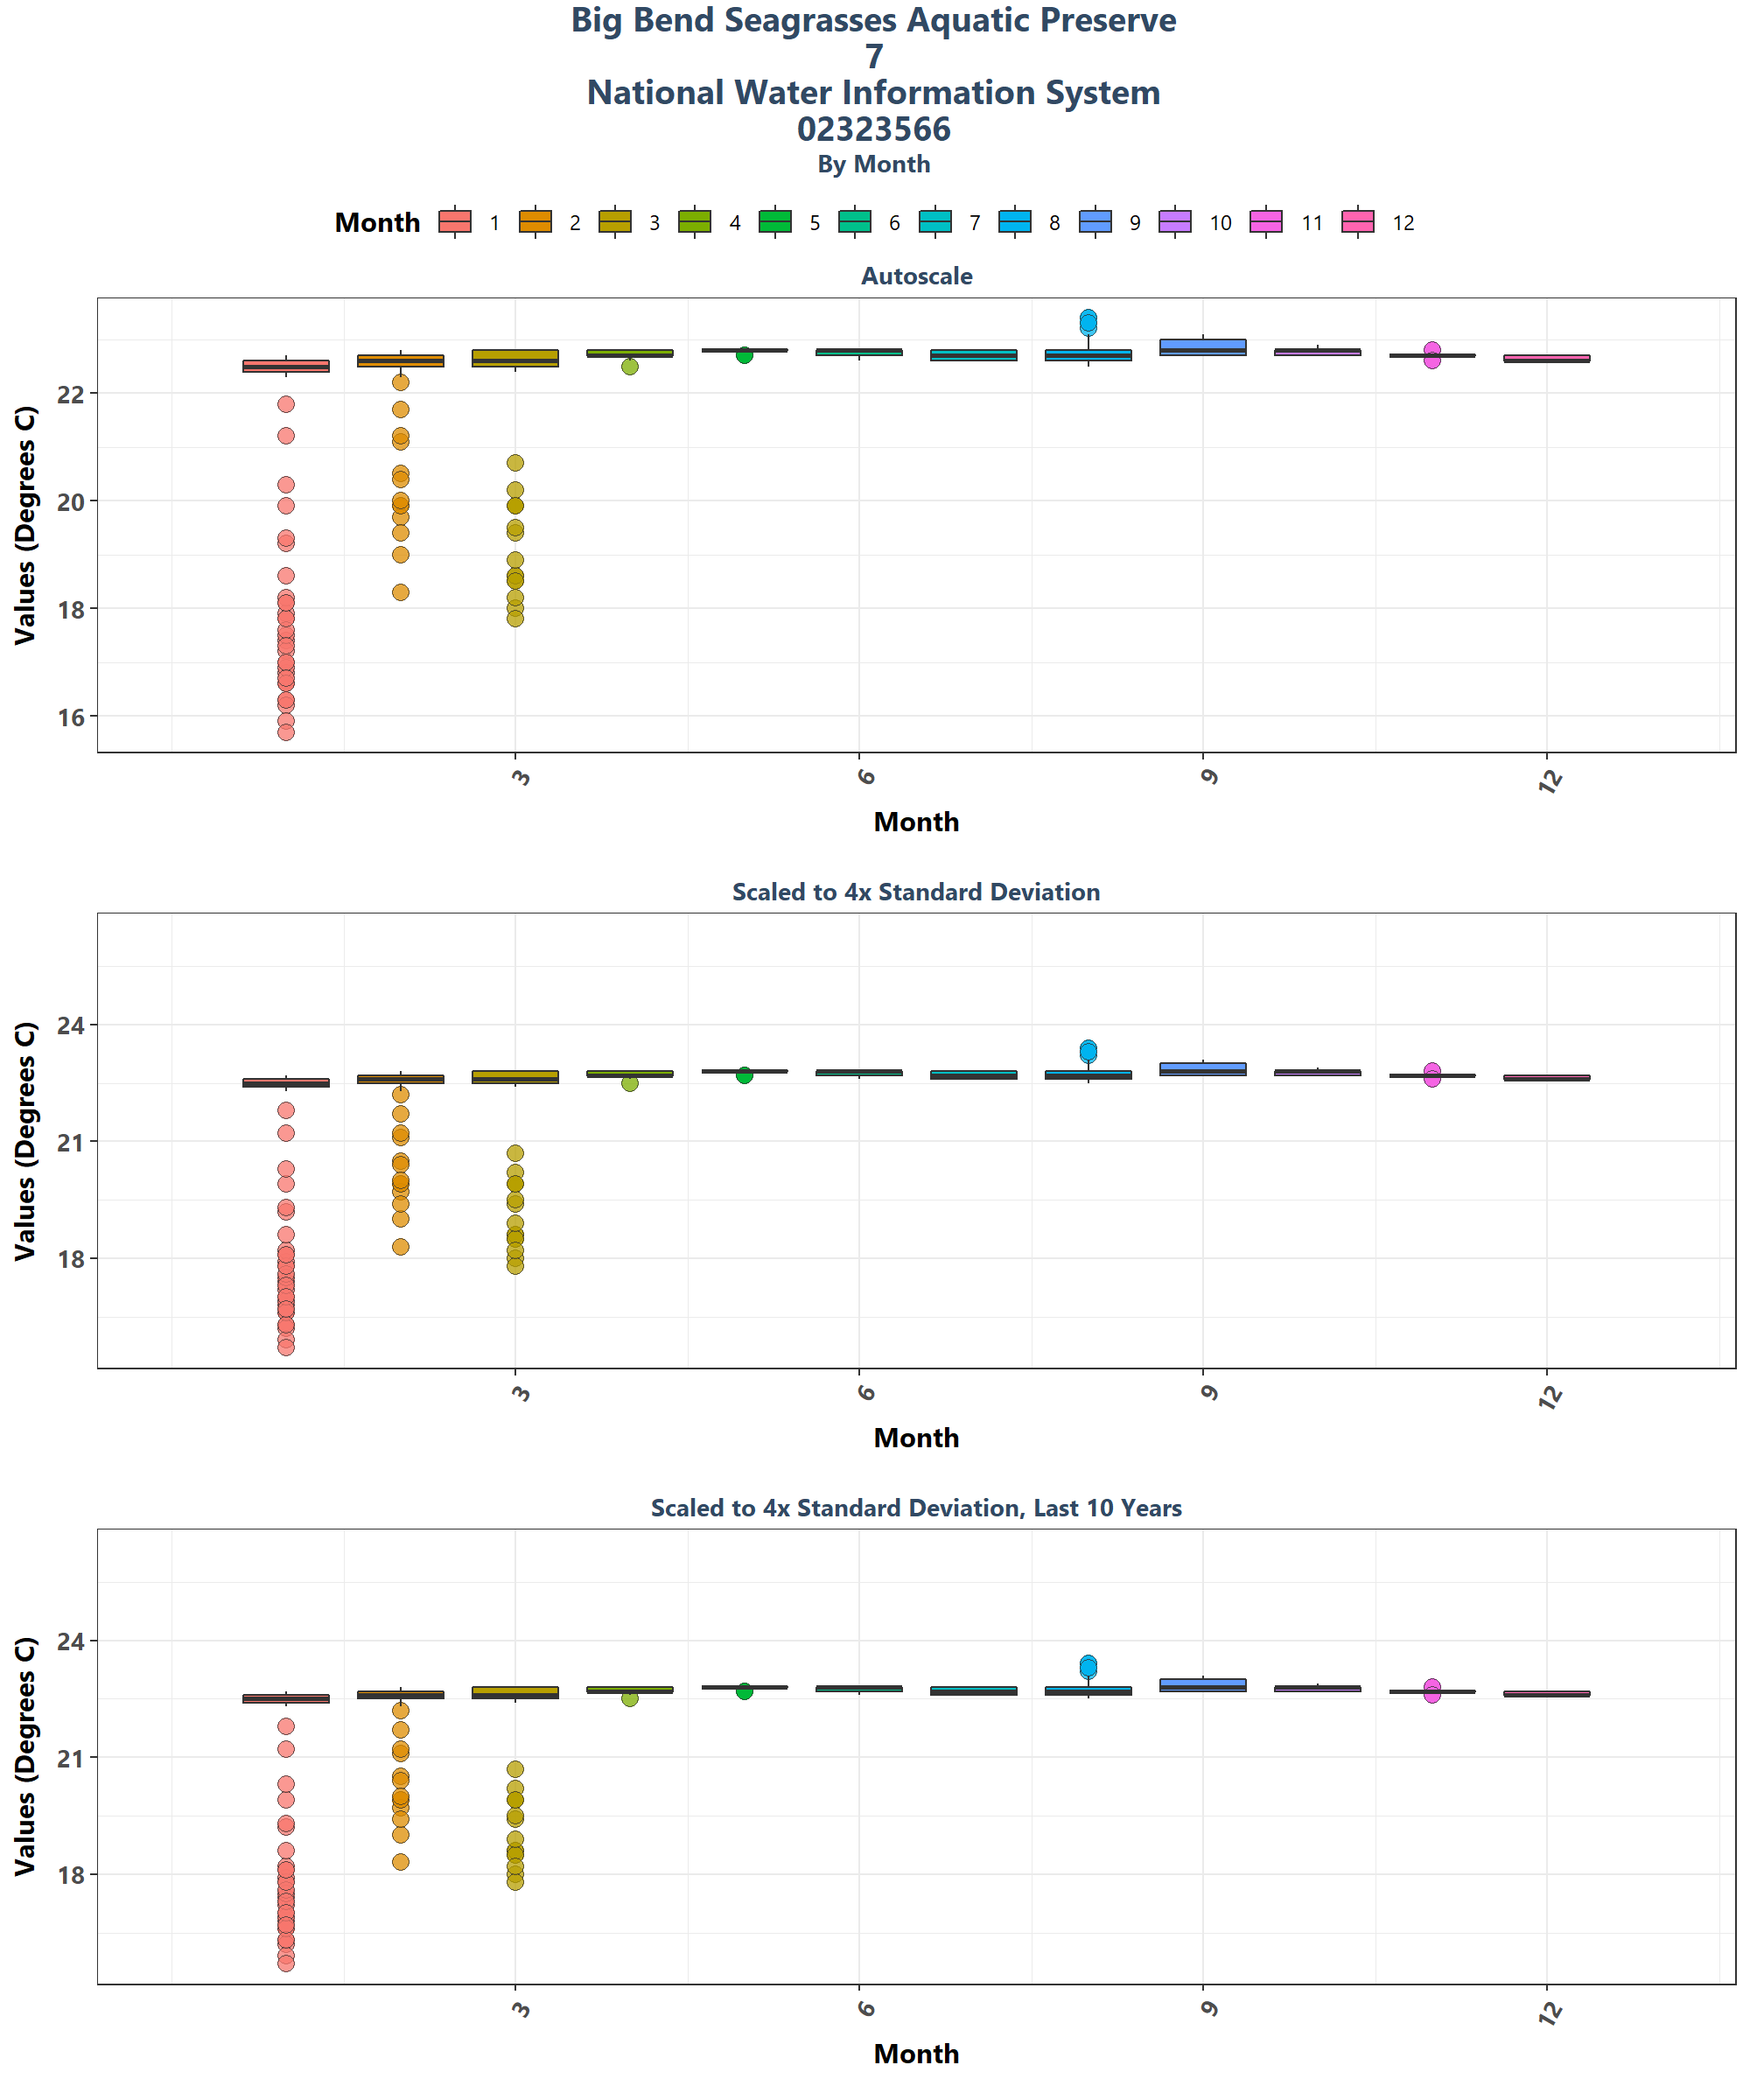 Big Bend Seagrasses Aquatic Preserve
7
National Water Information System
02323566
By Month
Month 1 2 3 4 5 6 7 8 9 10 11 12
Autoscale
Values (Degrees C)
22
20
18
16
3 6 9 12
Month
Scaled to 4x Standard Deviation
Values (Degrees C)
24
21
18
3 6 9 12
Month
Scaled to 4x Standard Deviation, Last 10 Years
Values (Degrees C)
24
21
18
3 6 9 12
Month